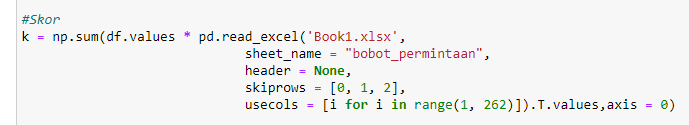 #Skor
k = np.sum(df.values * pd.read_excel('Book1.xlsx',
sheet_name = "bobot_permintaan",
header = None,
skiprows = [0, 1, 2],
usecols = [i for i in range(1, 262)]).T.values,axis = 0)